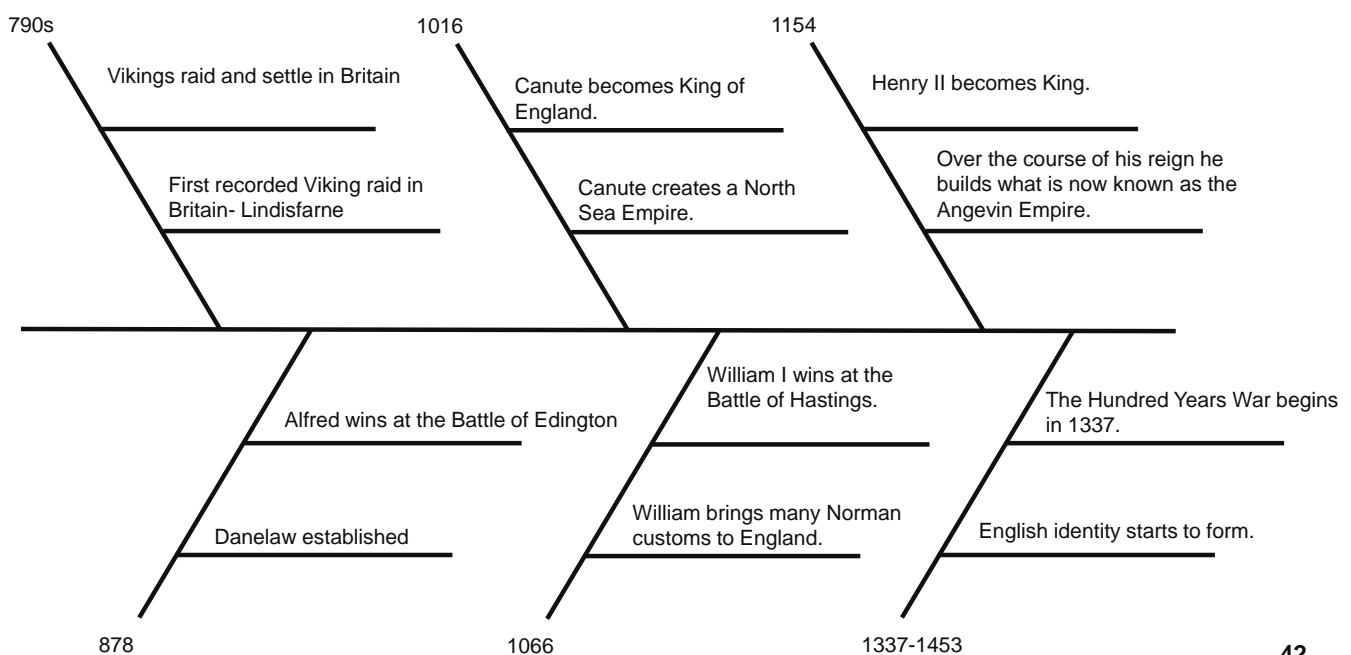 790s
Vikings raid and settle in Britain
First recorded Viking raid in
Britain- Lindisfarne
1016
Canute becomes King of
England.
Canute creates a North
Sea Empire.
1154
Henry II becomes King.
Over the course of his reign he
builds what is now known as the
Angevin Empire.
Alfred wins at the Battle of Edington
Danelaw established
878
William I wins at the
Battle of Hastings.
William brings many Norman
customs to England.
1066
The Hundred Years War begins
in 1337.
English identity starts to form.
1337-1453
42